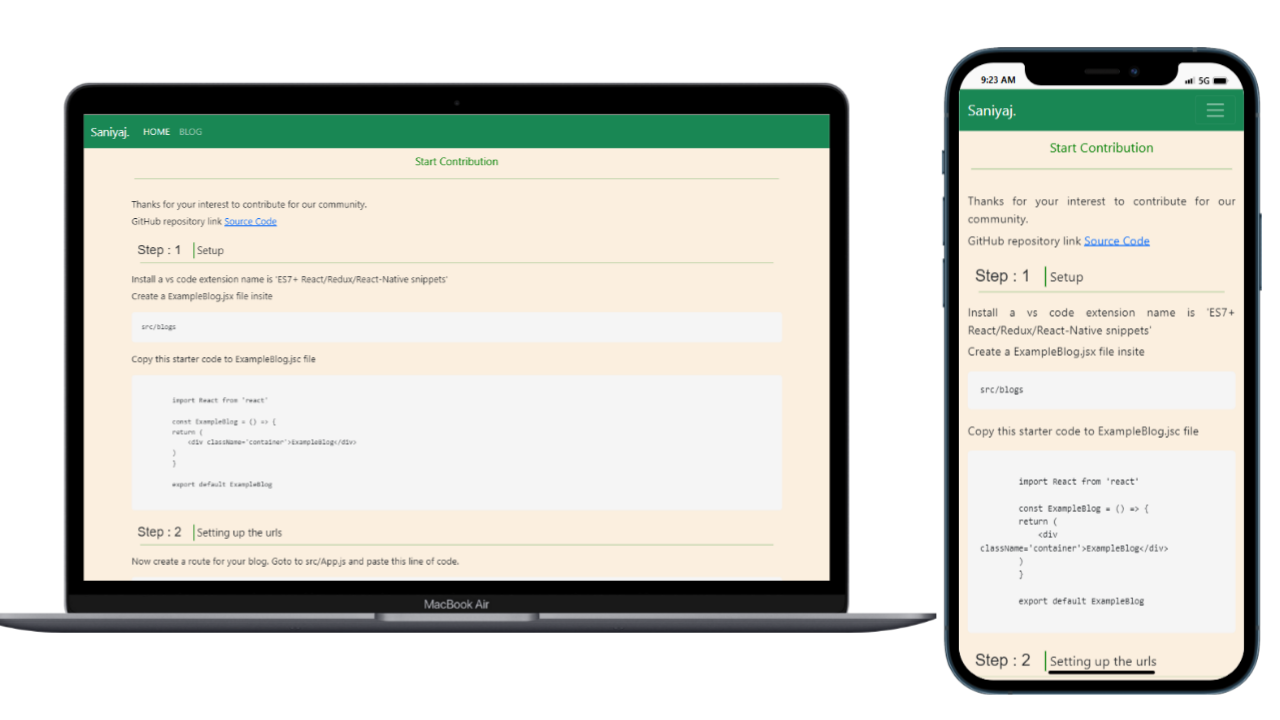 Saniyaj. HOME BLOG
Start Contribution
Thanks for your interest to contribute for our community.
GitHub repository link Source Code
Step : 1 Setup
Install a vs code extension name is 'ES7+ React/Redux/React-Native snippets'
Create a ExampleBlog.jsx file insite
src/blogs
Copy this starter code to ExampleBlog.jsc file
import React from 'react'
const ExempleBlog = () => {
return (
<div className='container'>ExampleBlog</div>
)
}
export default ExampleBlog
Step : 2 Setting up the urls
Now create a route for your blog. Goto to src/App.js and paste this line of code.
MacBook Air
9:23 AM 5G
Saniyaj.
Start Contribution
Thanks for your interest to contribute for our
community.
GitHub repository link Source Code
Step : 1 Setup
Install a vs code extension name is 'ES7+
React/Redux/React-Native snippets'
Create a ExampleBlog.jsx file insite
src/blogs
Copy this starter code to ExampleBlog.jsc file
import React from 'react'
const ExampleBlog = () => {
return (
<div
className='container'>ExampleBlog</div>
)
}
export default ExampleBlog
Step : 2 Setting up the urls